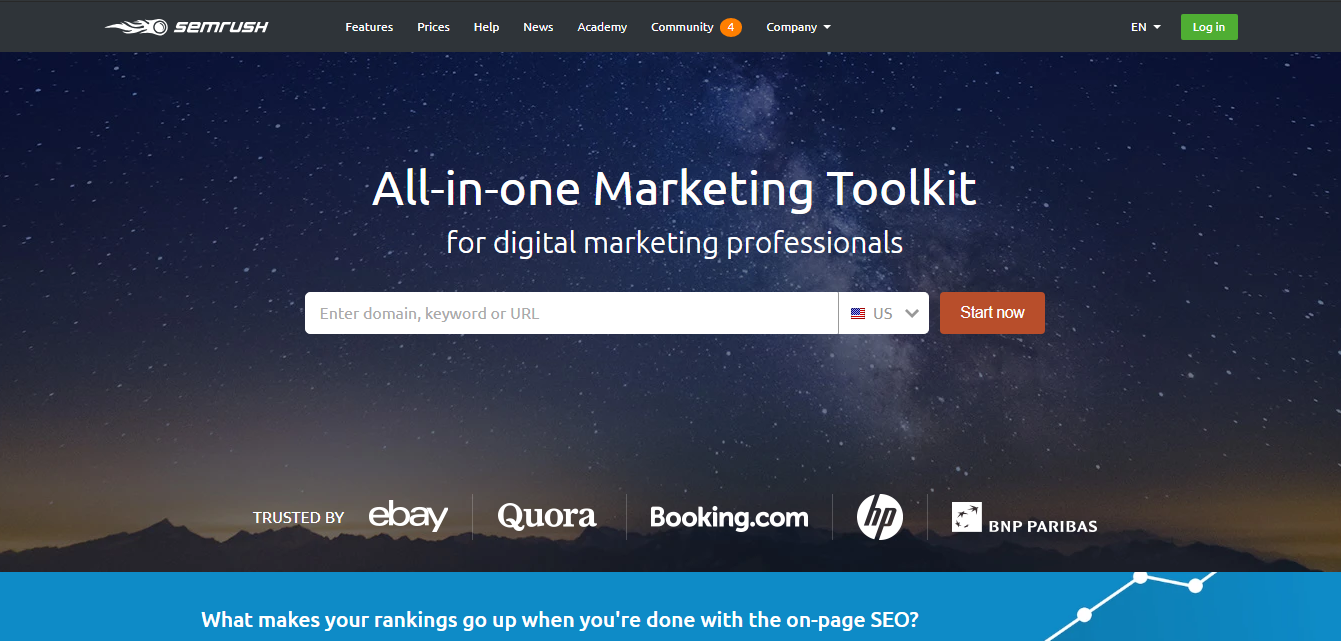 semrush
Features Prices Help News Academy Community 4 Company
EN Log in
All-in-one Marketing Toolkit
for digital marketing professionals
Enter domain, keyword or URL
US
Start now
TRUSTED BY ebay Quora Booking.com hp BNP PARIBAS
What makes your rankings go up when you're done with the on-page SEO?